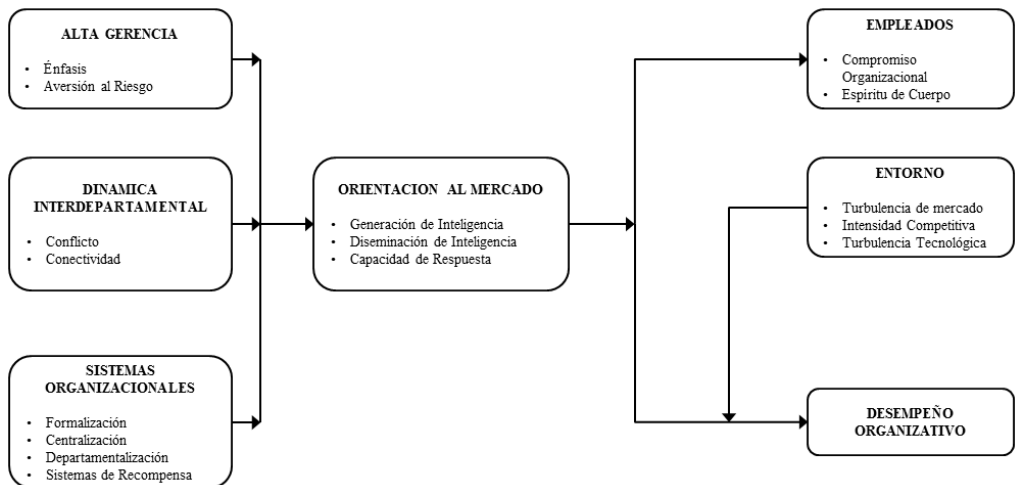 ALTA GERENCIA
• Énfasis
• Aversión al Riesgo
DINAMICA
INTERDEPARTAMENTAL
• Conflicto
• Conectividad
SISTEMAS
ORGANIZACIONALES
• Formalización
• Centralización
• Departamentalización
• Sistemas de Recompensa
ORIENTACION AL MERCADO
• Generación de Inteligencia
• Diseminación de Inteligencia
• Capacidad de Respuesta
EMPLEADOS
• Compromiso
Organizacional
• Espíritu de Cuerpo
ENTORNO
• Turbulencia de mercado
• Intensidad Competitiva
• Turbulencia Tecnológica
DESEMPEÑO
ORGANIZATIVO